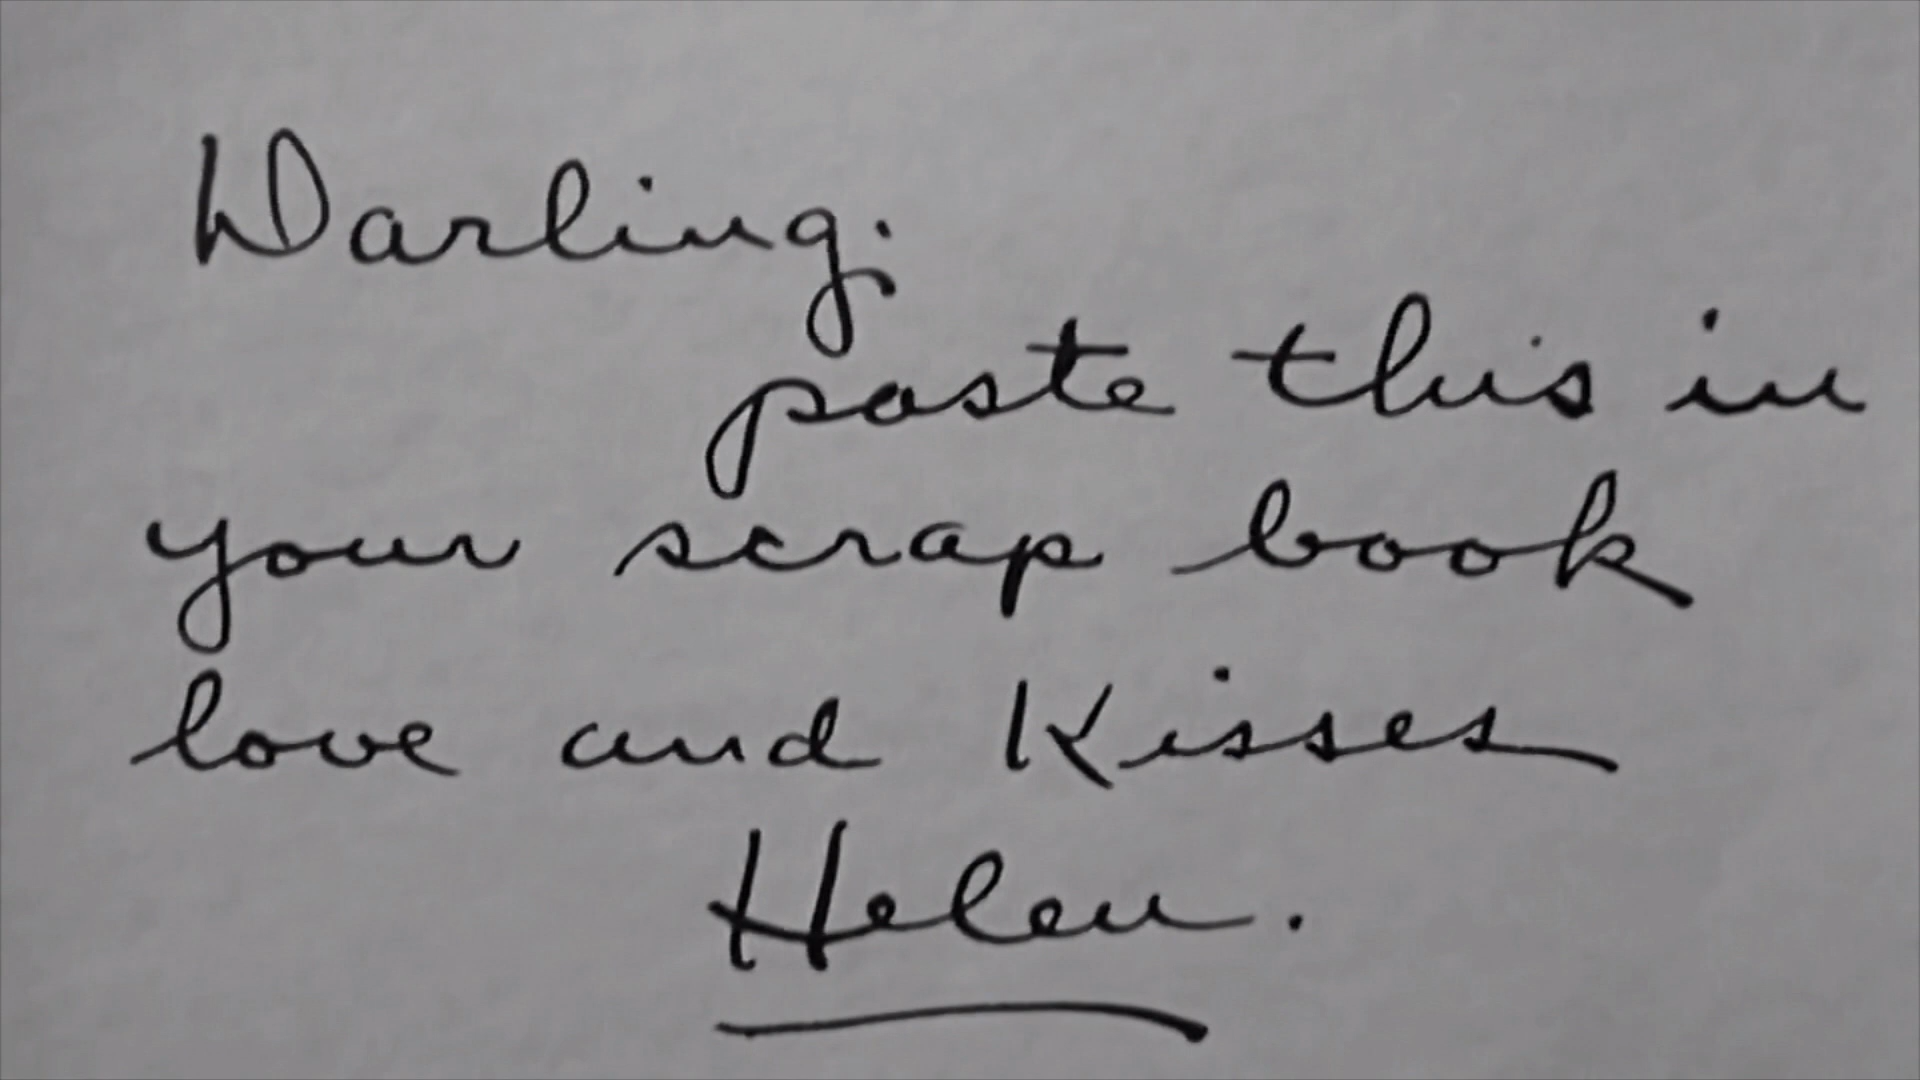 Darling:
paste this in
your scrap book
love and Kisses
Helen.